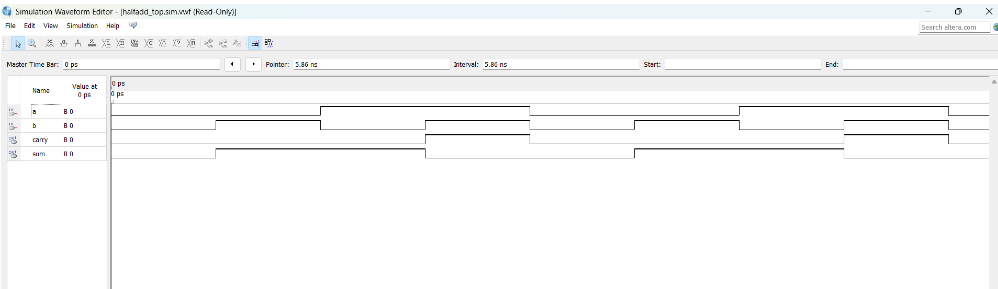 Simulation Waveform Editor - [halfadd_top.sim.vwf (Read-Only)]
File Edit View Simulation Help
Search altera.com
Master Time Bar: 0 ps Pointer: 5.86 ns Interval: 5.86 ns Start: End:
Name Value at 0 ps
0 ps
0 ps
a B 0
b B 0
carry B 0
sum B 0